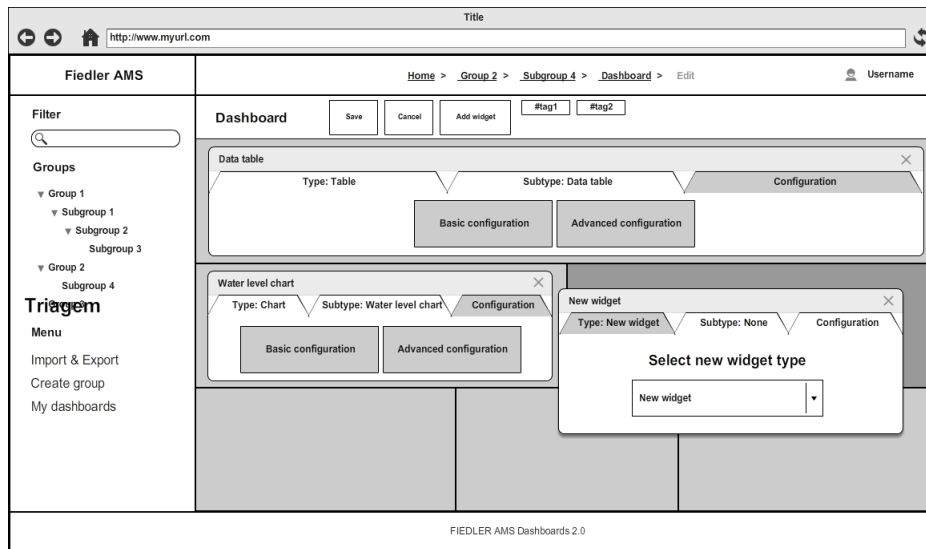 Title
http://www.myurl.com
Fiedler AMS
Home > Group 2 > Subgroup 4 > Dashboard > Edit
Username
Filter
Groups
Group 1
Subgroup 1
Subgroup 2
Subgroup 3
Group 2
Subgroup 4
Triagem
Menu
Import & Export
Create group
My dashboards
Dashboard
Save
Cancel
Add widget
#tag1
#tag2
Data table
Type: Table
Subtype: Data table
Configuration
Basic configuration
Advanced configuration
Water level chart
Type: Chart
Subtype: Water level chart
Configuration
Basic configuration
Advanced configuration
New widget
Type: New widget
Subtype: None
Configuration
Select new widget type
New widget
FIEDLER AMS Dashboards 2.0